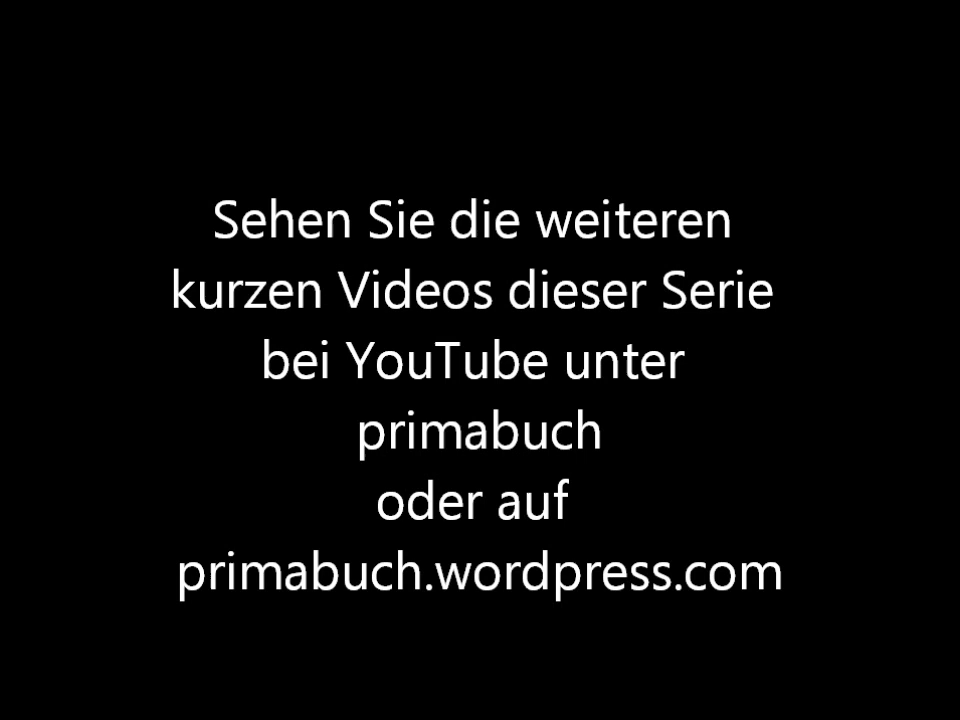 Sehen Sie die weiteren
kurzen Videos dieser Serie
bei YouTube unter
primabuch
oder auf
primabuch.wordpress.com